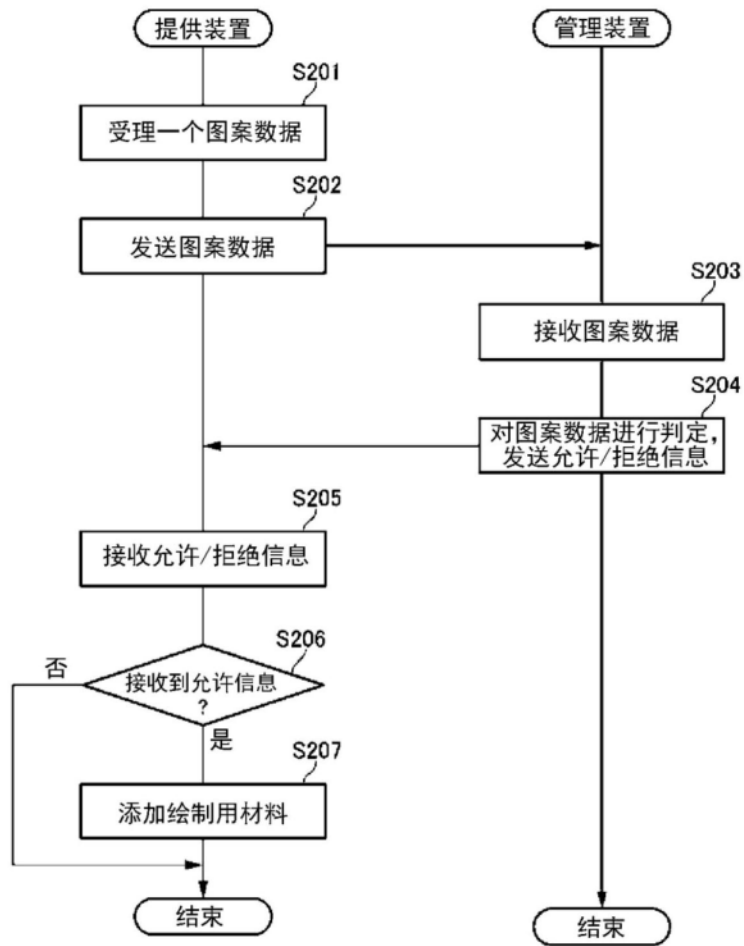 提供装置
管理装置
S201
受理一个图案数据
S202
发送图案数据
S203
接收图案数据
S204
对图案数据进行判定，
发送允许/拒绝信息
S205
接收允许/拒绝信息
S206
否
接收到允许信息
?
是
S207
添加绘制用材料
结束
结束